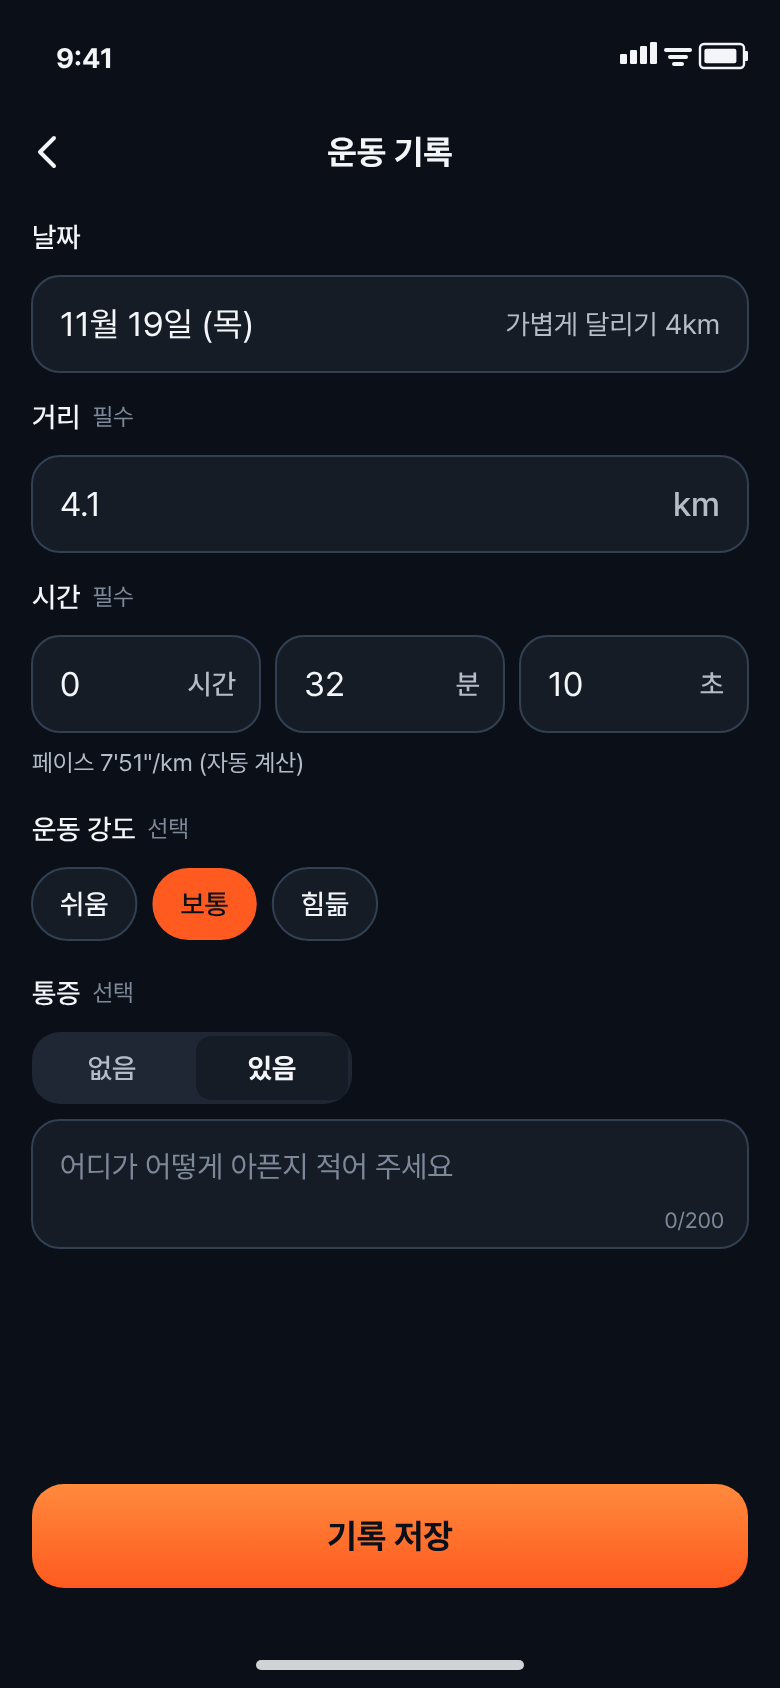 9:41
운동 기록
날짜
11월 19일 (목) 가볍게 달리기 4km
거리 필수
4.1 km
시간 필수
0 시간 32 분 10 초
페이스 7'51"/km (자동 계산)
운동 강도 선택
쉬움 보통 힘듦
통증 선택
없음 있음
어디가 어떻게 아픈지 적어 주세요
0/200
기록 저장